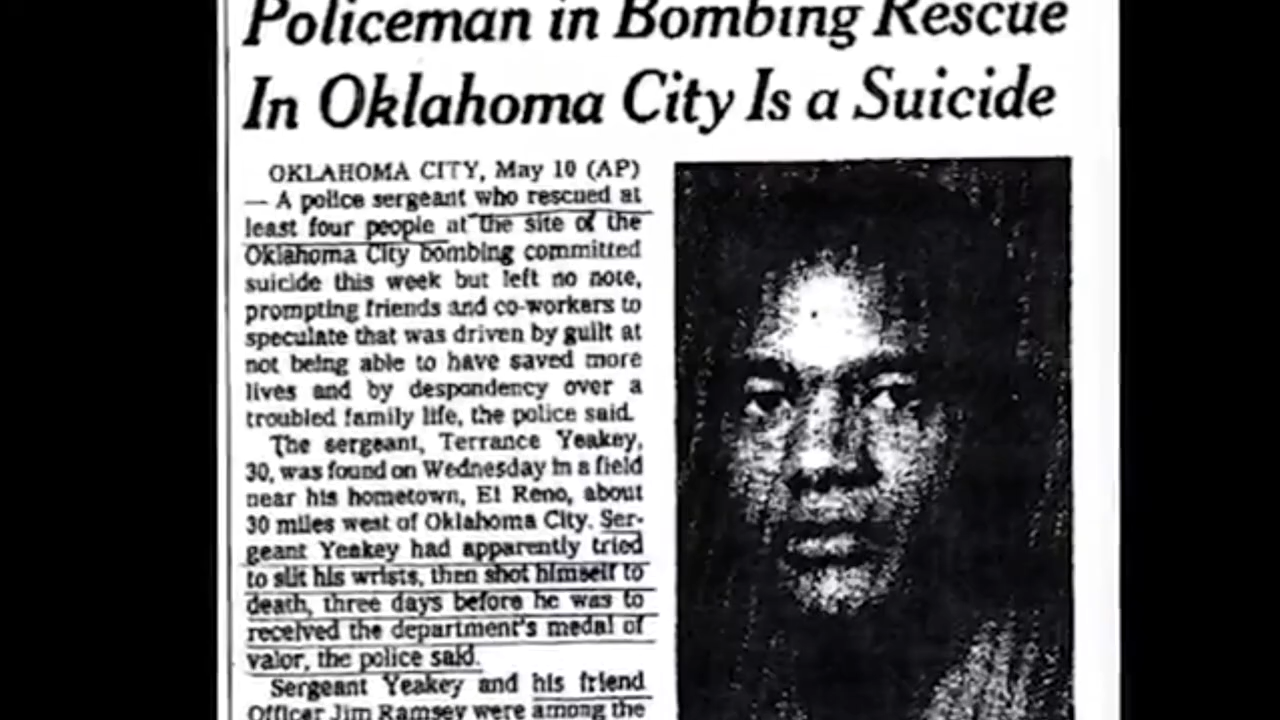 Policeman in Bombing Rescue
In Oklahoma City Is a Suicide
OKLAHOMA CITY, May 10 (AP)
— A police sergeant who rescued at
least four people at the site of the
Oklahoma City bombing committed
suicide this week but left no note,
prompting friends and co-workers to
speculate that was driven by guilt at
not being able to have saved more
lives and by despondency over a
troubled family life, the police said.
The sergeant, Terrance Yeakey,
30, was found on Wednesday in a field
near his hometown, El Reno, about
30 miles west of Oklahoma City. Ser-
geant Yeakey had apparently tried
to slit his wrists, then shot himself to
death, three days before he was to
received the department's medal of
valor, the police said.
Sergeant Yeakey and his friend
Officer Jim Ramsey were among the